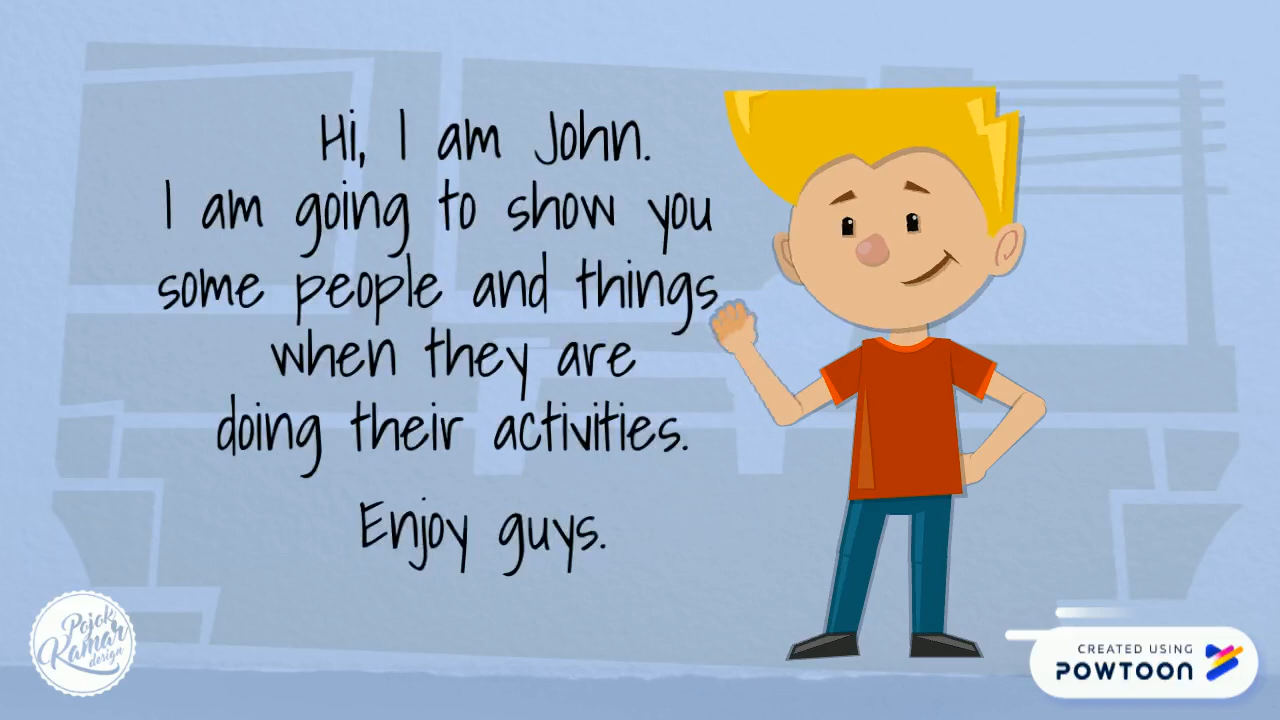 Hi, I am John.
I am going to show you
some people and things
when they are
doing their activities.
Enjoy guys.
Pojok
Kamar
design
CREATED USING
POWTOON